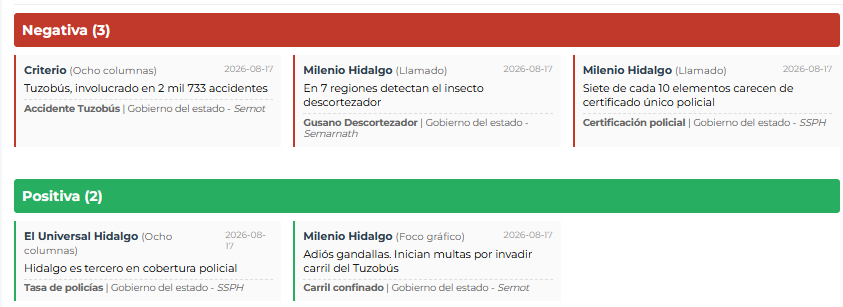 Negativa (3)
Criterio (Ocho columnas) 2026-08-17
Tuzobús, involucrado en 2 mil 733 accidentes
Accidente Tuzobús | Gobierno del estado - Semot
Milenio Hidalgo (Llamado) 2026-08-17
En 7 regiones detectan el insecto
descortezador
Gusano Descortezador | Gobierno del estado -
Semarnath
Milenio Hidalgo (Llamado) 2026-08-17
Siete de cada 10 elementos carecen de
certificado único policial
Certificación policial | Gobierno del estado - SSPH
Positiva (2)
El Universal Hidalgo (Ocho 2026-08-
columnas) 17
Hidalgo es tercero en cobertura policial
Tasa de policías | Gobierno del estado - SSPH
Milenio Hidalgo (Foco gráfico) 2026-08-17
Adiós gandallas. Inician multas por invadir
carril del Tuzobús
Carril confinado | Gobierno del estado - Semot